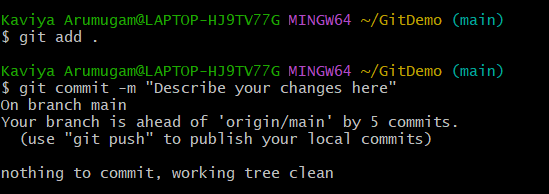 Kaviya Arumugam@LAPTOP-HJ9TV77G MINGW64 ~/GitDemo (main)
$ git add .
Kaviya Arumugam@LAPTOP-HJ9TV77G MINGW64 ~/GitDemo (main)
$ git commit -m "Describe your changes here"
On branch main
Your branch is ahead of 'origin/main' by 5 commits.
  (use "git push" to publish your local commits)
nothing to commit, working tree clean